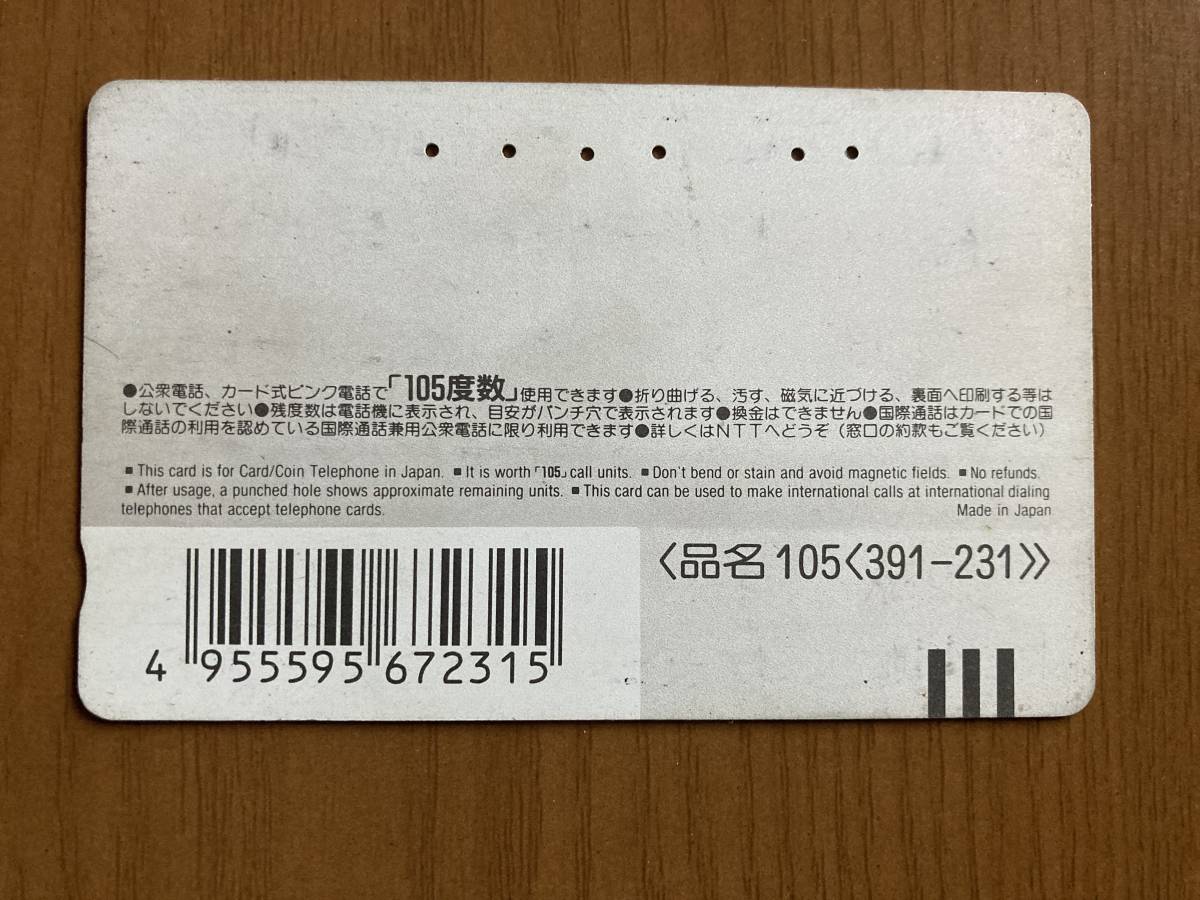 ●公衆電話、カード式ピンク電話で「105度数」使用できます●折り曲げる、汚す、磁気に近づける、裏面へ印刷する等は
しないでください●残度数は電話機に表示され、目安がパンチ穴で表示されます●換金はできません●国際通話はカードでの国
際通話の利用を認めている国際通話兼用公衆電話に限り利用できます●詳しくはNTTへどうぞ（窓口の約款もご覧ください）
■ This card is for Card/Coin Telephone in Japan. ■ It is worth「105」call units. ■ Don't bend or stain and avoid magnetic fields. ■ No refunds.
■ After usage, a punched hole shows approximate remaining units. ■ This card can be used to make international calls at international dialing
telephones that accept telephone cards. Made in Japan
〈品名 105〈391-231〉〉
4 955595 672315